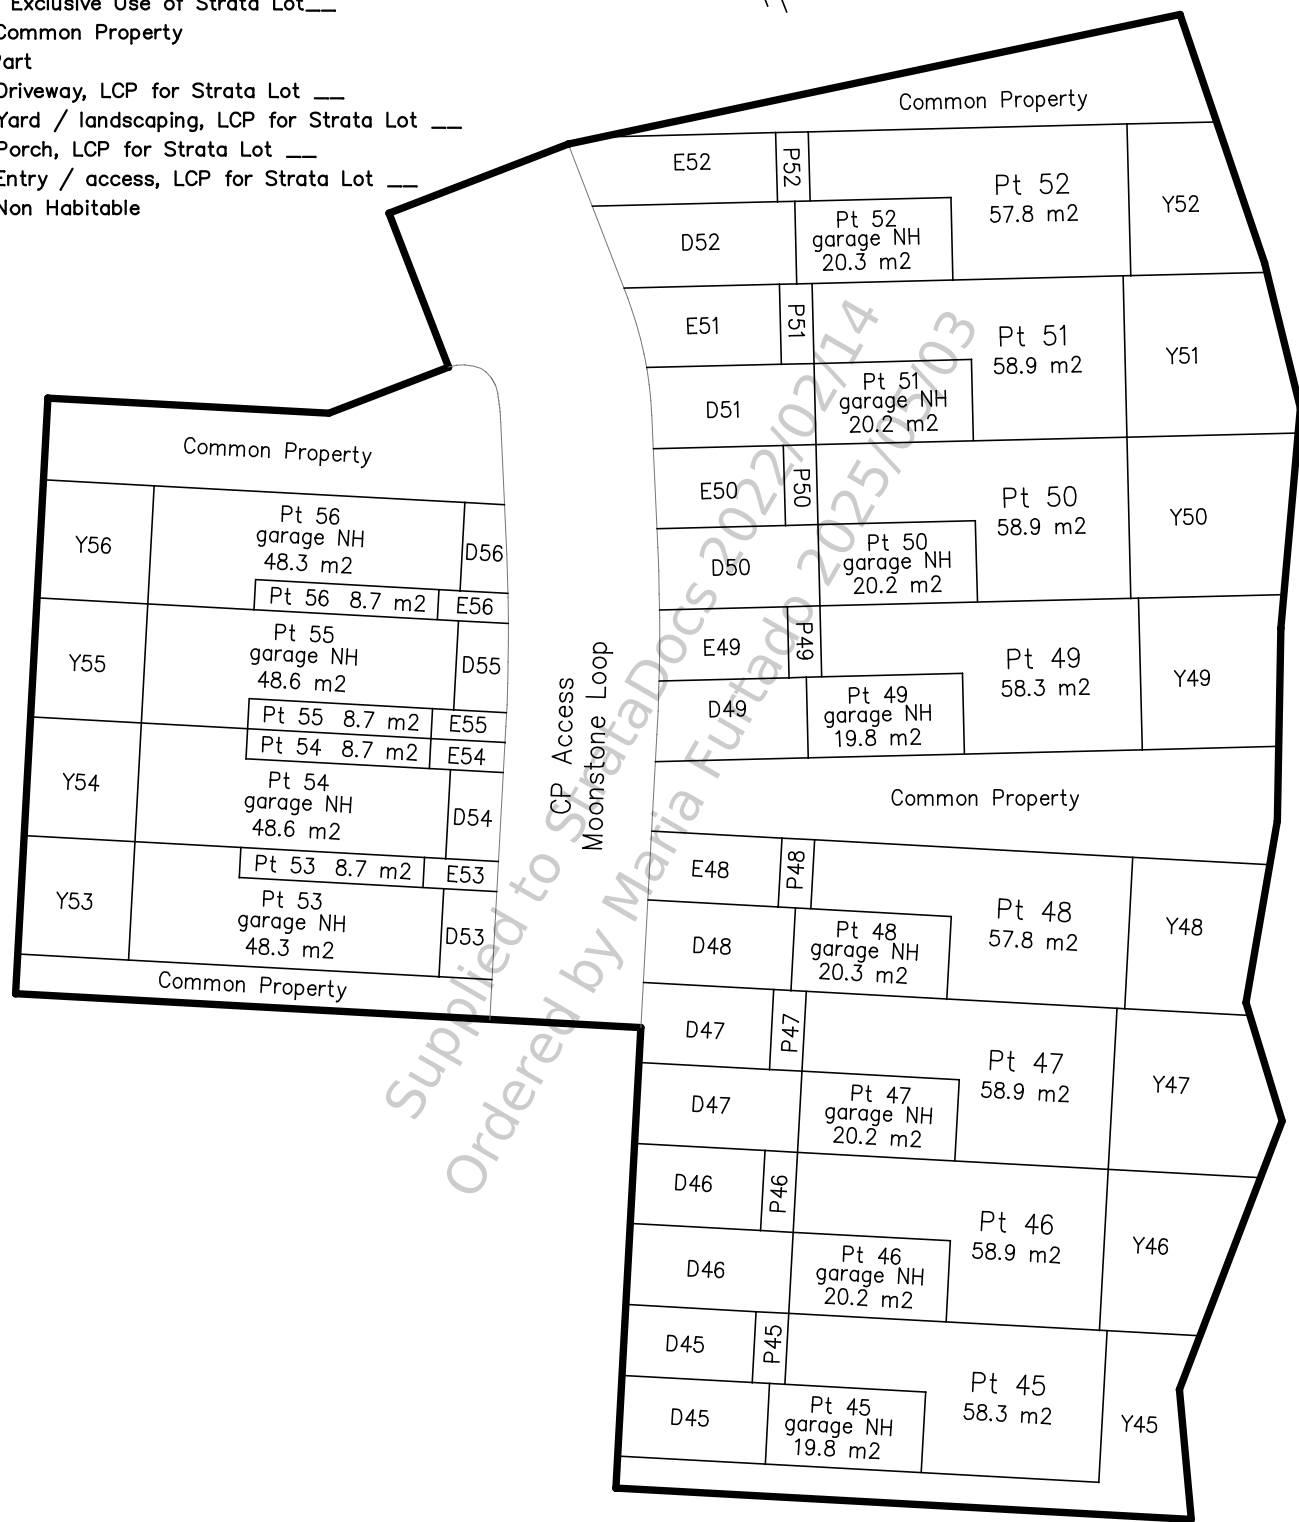 Exclusive Use of Strata Lot__
Common Property
Part
Driveway, LCP for Strata Lot __
Yard / landscaping, LCP for Strata Lot __
Porch, LCP for Strata Lot __
Entry / access, LCP for Strata Lot __
Non Habitable
Common Property
E52
P52
Pt 52
57.8 m2
Y52
D52
Pt 52
garage NH
20.3 m2
E51
P51
Pt 51
58.9 m2
Y51
D51
Pt 51
garage NH
20.2 m2
E50
P50
Pt 50
58.9 m2
Y50
D50
Pt 50
garage NH
20.2 m2
E49
P49
Pt 49
58.3 m2
Y49
D49
Pt 49
garage NH
19.8 m2
Common Property
E48
P48
Pt 48
57.8 m2
Y48
D48
Pt 48
garage NH
20.3 m2
D47
P47
Pt 47
58.9 m2
Y47
D47
Pt 47
garage NH
20.2 m2
D46
P46
Pt 46
58.9 m2
Y46
D46
Pt 46
garage NH
20.2 m2
D45
P45
Pt 45
58.3 m2
Y45
D45
Pt 45
garage NH
19.8 m2
Common Property
Y56
Pt 56
garage NH
48.3 m2
D56
Pt 56 8.7 m2
E56
Y55
Pt 55
garage NH
48.6 m2
D55
Pt 55 8.7 m2
E55
Pt 54 8.7 m2
E54
Y54
Pt 54
garage NH
48.6 m2
D54
Pt 53 8.7 m2
E53
Y53
Pt 53
garage NH
48.3 m2
D53
Common Property
CP Access
Moonstone Loop
Supplied to StrataDocs 2022/02/14
Ordered by Maria Furtado 2025/05/03